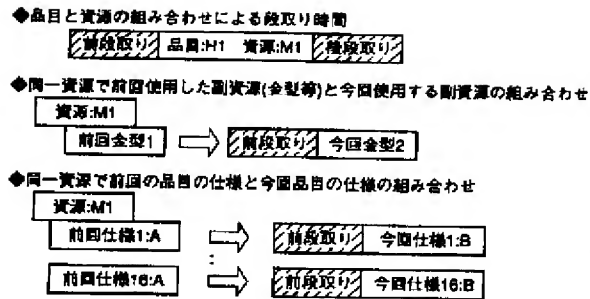 ◆品目と資源の組み合わせによる段取り時間
前段取り 品目:H1 資源:M1 後段取り
◆同一資源で前回使用した副資源(金型等)と今回使用する副資源の組み合わせ
資源:M1
前回金型1 前段取り 今回金型2
◆同一資源で前回の品目の仕様と今回品目の仕様の組み合わせ
資源:M1
前回仕様1:A 前段取り 今回仕様1:B
:
前回仕様16:A 前段取り 今回仕様16:B